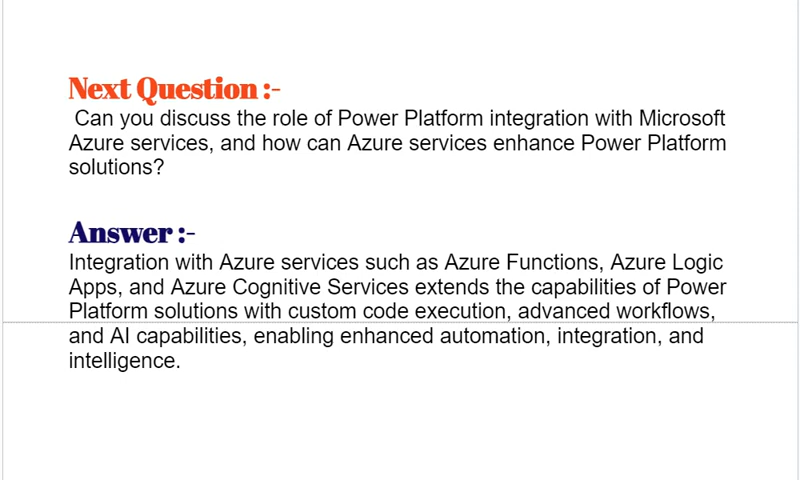 Next Question :-
Can you discuss the role of Power Platform integration with Microsoft
Azure services, and how can Azure services enhance Power Platform
solutions?
Answer :-
Integration with Azure services such as Azure Functions, Azure Logic
Apps, and Azure Cognitive Services extends the capabilities of Power
Platform solutions with custom code execution, advanced workflows,
and AI capabilities, enabling enhanced automation, integration, and
intelligence.